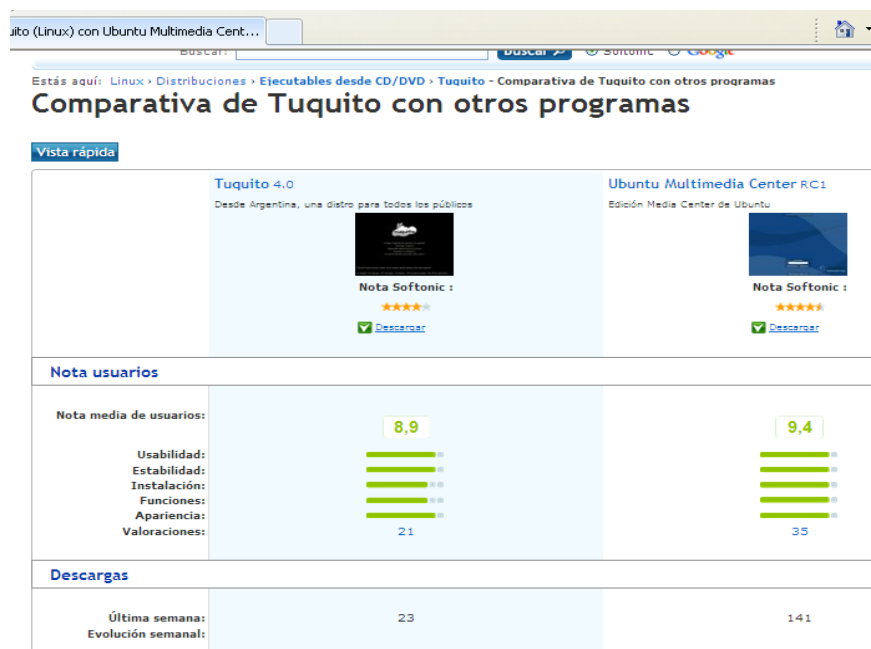 uito (Linux) con Ubuntu Multimedia Cent...
Buscar: Buscar Softonic Google
Estás aquí: Linux › Distribuciones › Ejecutables desde CD/DVD › Tuquito - Comparativa de Tuquito con otros programas
Comparativa de Tuquito con otros programas
Vista rápida
Tuquito 4.0 Ubuntu Multimedia Center RC1
Desde Argentina, una distro para todos los públicos Edición Media Center de Ubuntu
Nota Softonic : Nota Softonic :
Descargar Descargar
Nota usuarios
Nota media de usuarios: 8,9 9,4
Usabilidad:
Estabilidad:
Instalación:
Funciones:
Apariencia:
Valoraciones: 21 35
Descargas
Última semana: 23 141
Evolución semanal: